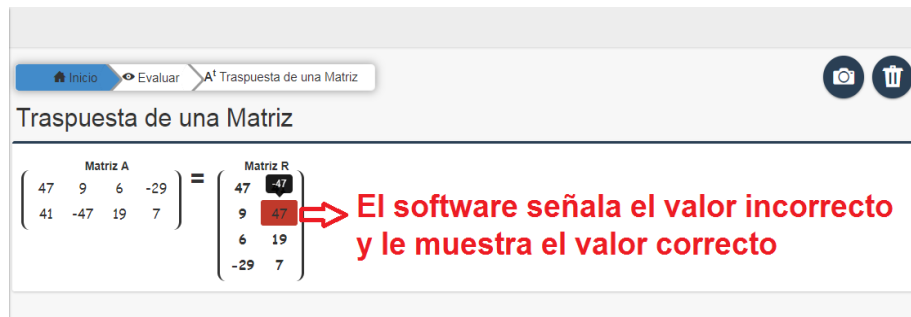 Inicio Evaluar Aᵗ Traspuesta de una Matriz
Traspuesta de una Matriz
Matriz A = Matriz R
47 9 6 -29
41 -47 19 7
47 -47
9 47
6 19
-29 7
El software señala el valor incorrecto
y le muestra el valor correcto